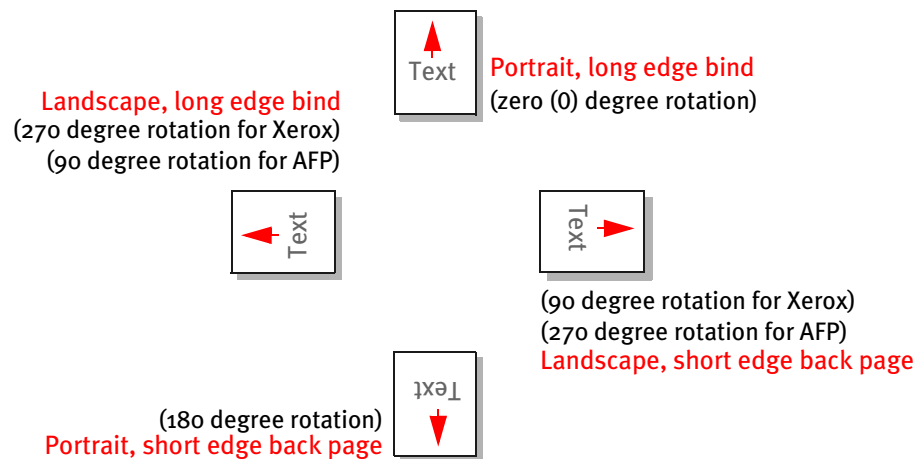 Text
Portrait, long edge bind
(zero (0) degree rotation)
Landscape, long edge bind
(270 degree rotation for Xerox)
(90 degree rotation for AFP)
Text
Text
(90 degree rotation for Xerox)
(270 degree rotation for AFP)
Landscape, short edge back page
Text
(180 degree rotation)
Portrait, short edge back page